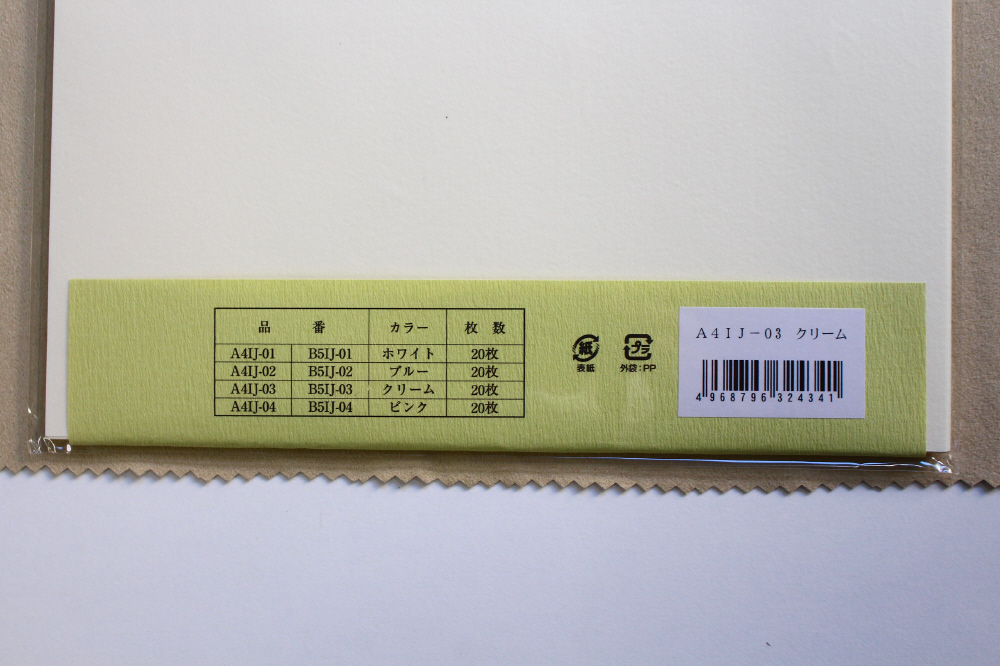 品 番 カラー 枚 数
A4IJ-01 B5IJ-01 ホワイト 20枚
A4IJ-02 B5IJ-02 ブルー 20枚
A4IJ-03 B5IJ-03 クリーム 20枚
A4IJ-04 B5IJ-04 ピンク 20枚
紙
表紙
プラ
外袋:PP
A4IJ-03 クリーム
4968796324341